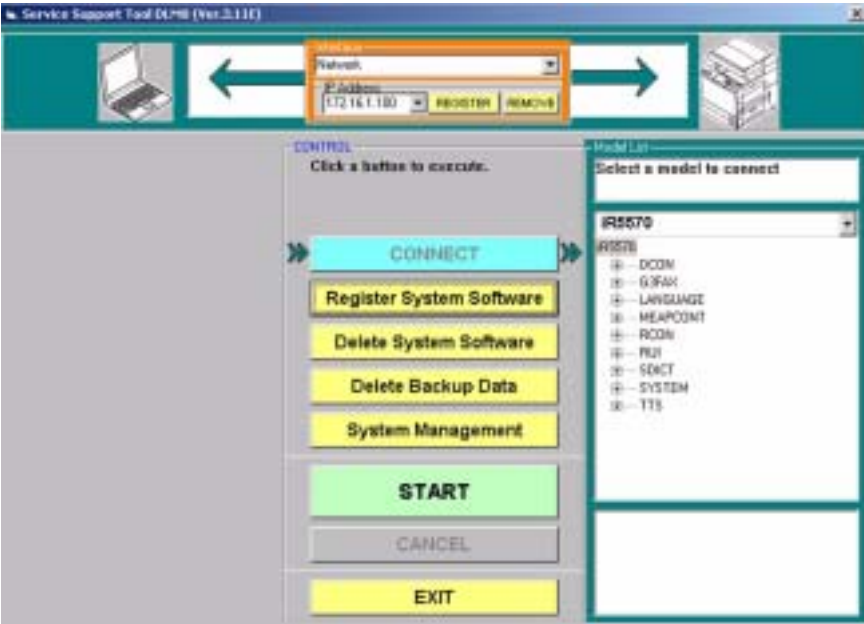 Service Support Tool DLM8 (Ver.3.11E)
Network
IP Address
172.16.1.100
REGISTER
REMOVE
CONTROL
Click a button to execute.
CONNECT
Register System Software
Delete System Software
Delete Backup Data
System Management
START
CANCEL
EXIT
Model List
Select a model to connect
iR5570
iR5570
DCON
G3FAX
LANGUAGE
MEAPCONT
RCON
RUI
SDICT
SYSTEM
TTS